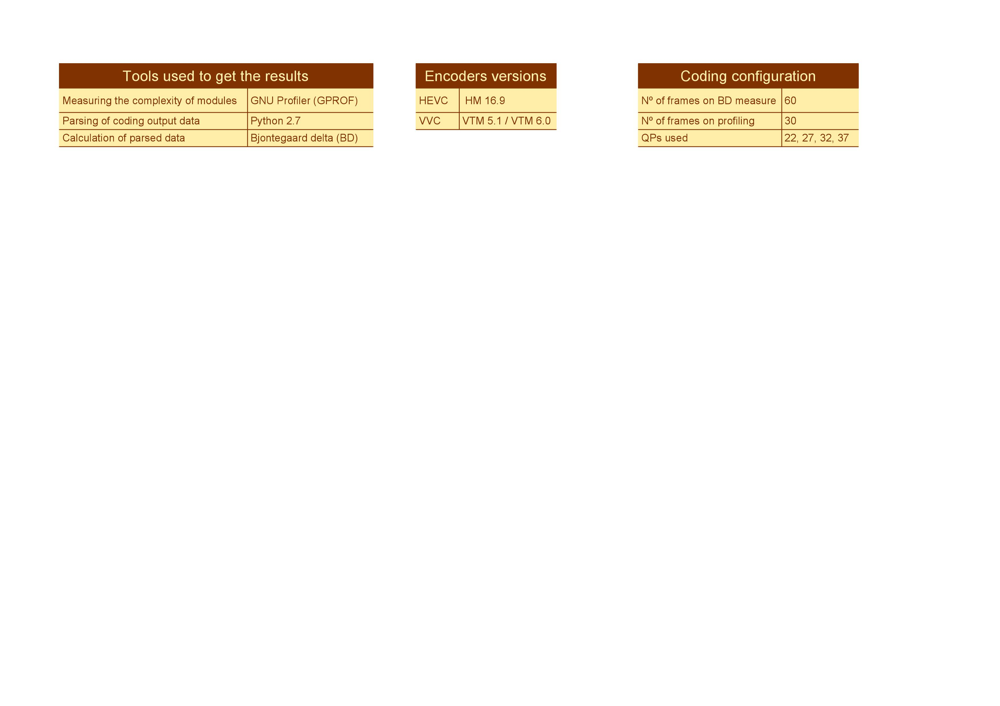 Tools used to get the results
Measuring the complexity of modules GNU Profiler (GPROF)
Parsing of coding output data Python 2.7
Calculation of parsed data Bjontegaard delta (BD)
Encoders versions
HEVC HM 16.9
VVC VTM 5.1 / VTM 6.0
Coding configuration
Nº of frames on BD measure 60
Nº of frames on profiling 30
QPs used 22, 27, 32, 37